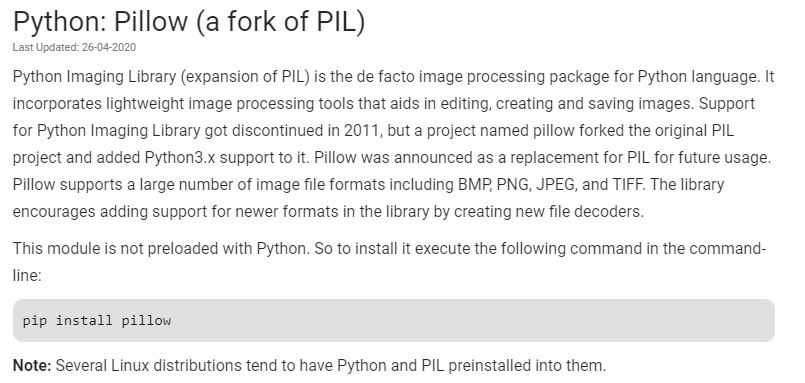 Python: Pillow (a fork of PIL)
Last Updated: 26-04-2020
Python Imaging Library (expansion of PIL) is the de facto image processing package for Python language. It
incorporates lightweight image processing tools that aids in editing, creating and saving images. Support
for Python Imaging Library got discontinued in 2011, but a project named pillow forked the original PIL
project and added Python3.x support to it. Pillow was announced as a replacement for PIL for future usage.
Pillow supports a large number of image file formats including BMP, PNG, JPEG, and TIFF. The library
encourages adding support for newer formats in the library by creating new file decoders.
This module is not preloaded with Python. So to install it execute the following command in the command-
line:
pip install pillow
Note: Several Linux distributions tend to have Python and PIL preinstalled into them.